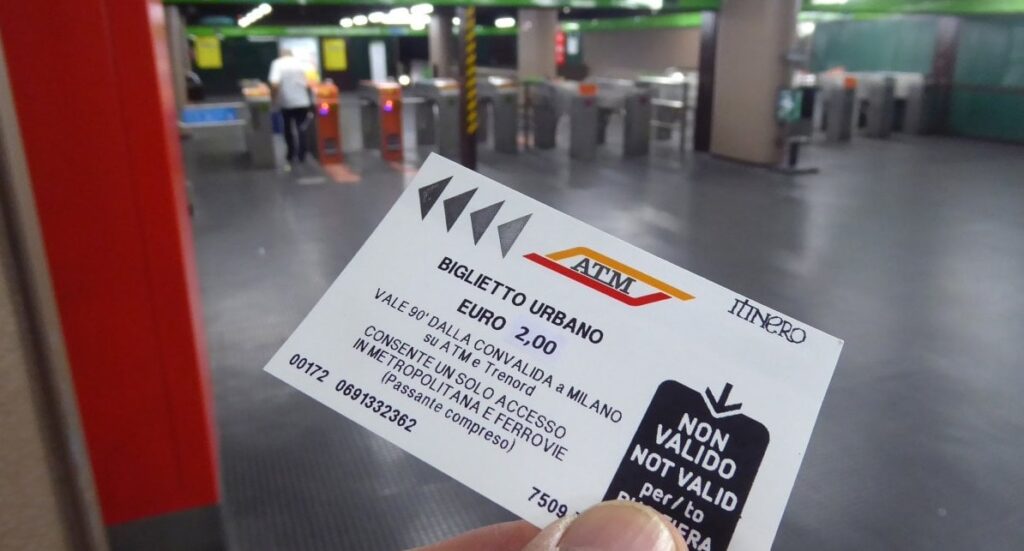 ATM
ITINERO
BIGLIETTO URBANO
EURO 2,00
VALE 90' DALLA CONVALIDA a MILANO
su ATM e Trenord
CONSENTE UN SOLO ACCESSO
IN METROPOLITANA E FERROVIE
(Passante compreso)
00172 0691332362
7509
NON
VALIDO
NOT VALID
per/to